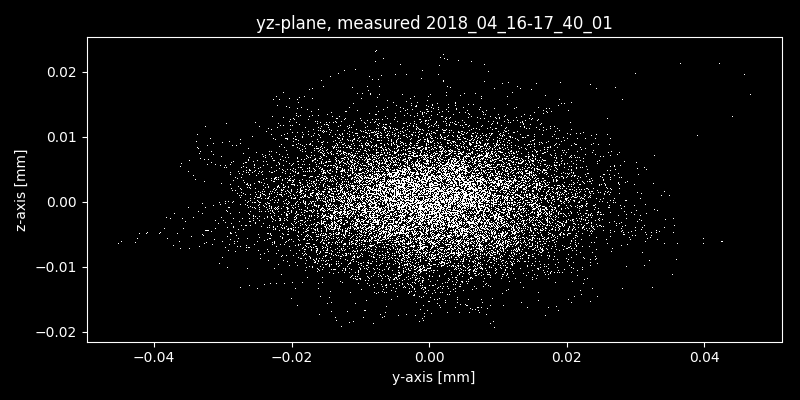 yz-plane, measured 2018_04_16-17_40_01
z-axis [mm]
0.02
0.01
0.00
−0.01
−0.02
−0.04 −0.02 0.00 0.02 0.04
y-axis [mm]